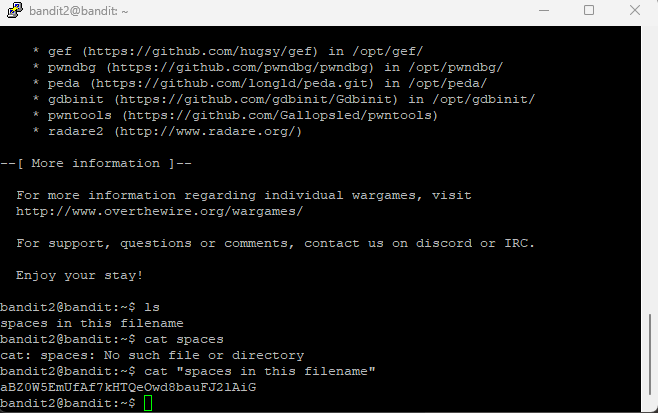 bandit2@bandit: ~
* gef (https://github.com/hugsy/gef) in /opt/gef/
* pwndbg (https://github.com/pwndbg/pwndbg) in /opt/pwndbg/
* peda (https://github.com/longld/peda.git) in /opt/peda/
* gdbinit (https://github.com/gdbinit/Gdbinit) in /opt/gdbinit/
* pwntools (https://github.com/Gallopsled/pwntools)
* radare2 (http://www.radare.org/)
--[ More information ]--
For more information regarding individual wargames, visit
http://www.overthewire.org/wargames/
For support, questions or comments, contact us on discord or IRC.
Enjoy your stay!
bandit2@bandit:~$ ls
spaces in this filename
bandit2@bandit:~$ cat spaces
cat: spaces: No such file or directory
bandit2@bandit:~$ cat "spaces in this filename"
aBZ0W5EmUfAf7kHTQeOwd8bauFJ2lAiG
bandit2@bandit:~$